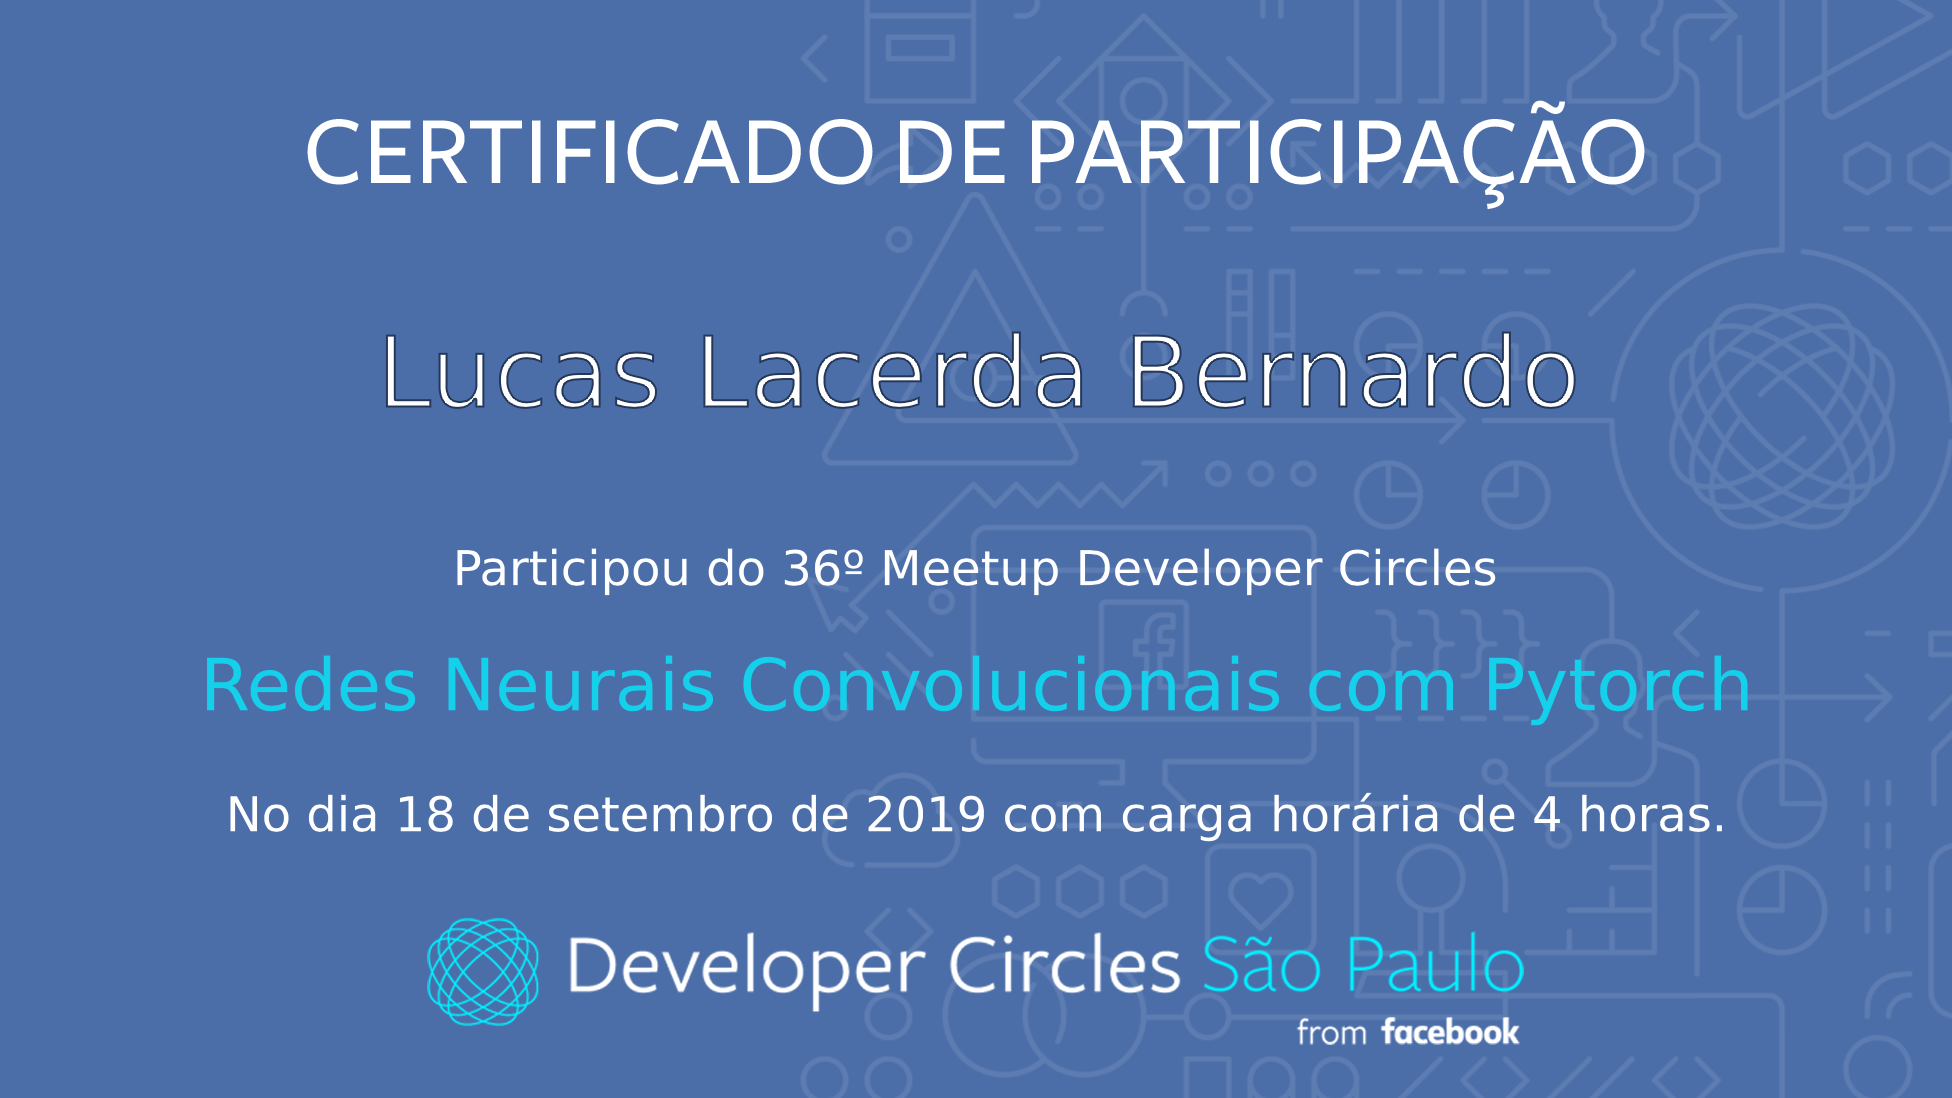 CERTIFICADO DE PARTICIPAÇÃO
Lucas Lacerda Bernardo
Participou do 36º Meetup Developer Circles
Redes Neurais Convolucionais com Pytorch
No dia 18 de setembro de 2019 com carga horária de 4 horas.
Developer Circles São Paulo
from facebook